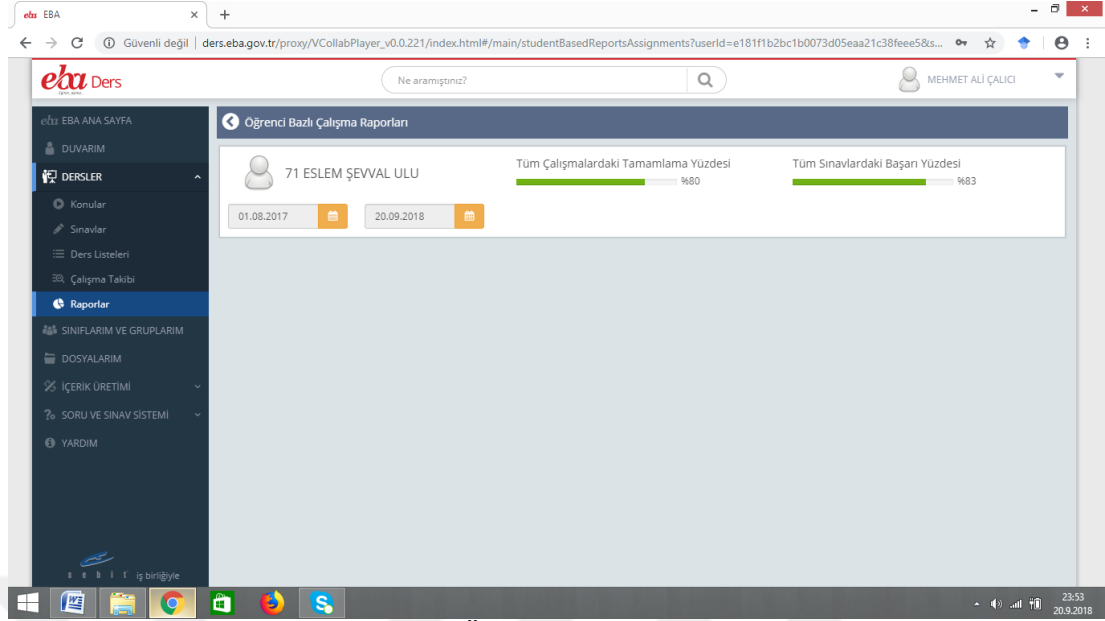 eba EBA
Güvenli değil | ders.eba.gov.tr/proxy/VCollabPlayer_v0.0.221/index.html#/main/studentBasedReportsAssignments?userId=e181f1b2bc1b0073d05eaa21c38feee5&s...
eba Ders
Ne aramıştınız?
MEHMET ALİ ÇALICI
eba EBA ANA SAYFA
DUVARIM
DERSLER
Konular
Sınavlar
Ders Listeleri
Çalışma Takibi
Raporlar
SINIFLARIM VE GRUPLARIM
DOSYALARIM
İÇERİK ÜRETİMİ
SORU VE SINAV SİSTEMİ
YARDIM
sebit işbirliğiyle
Öğrenci Bazlı Çalışma Raporları
71 ESLEM ŞEVVAL ULU
Tüm Çalışmalardaki Tamamlama Yüzdesi
%80
Tüm Sınavlardaki Başarı Yüzdesi
%83
01.08.2017
20.09.2018
23:53
20.9.2018